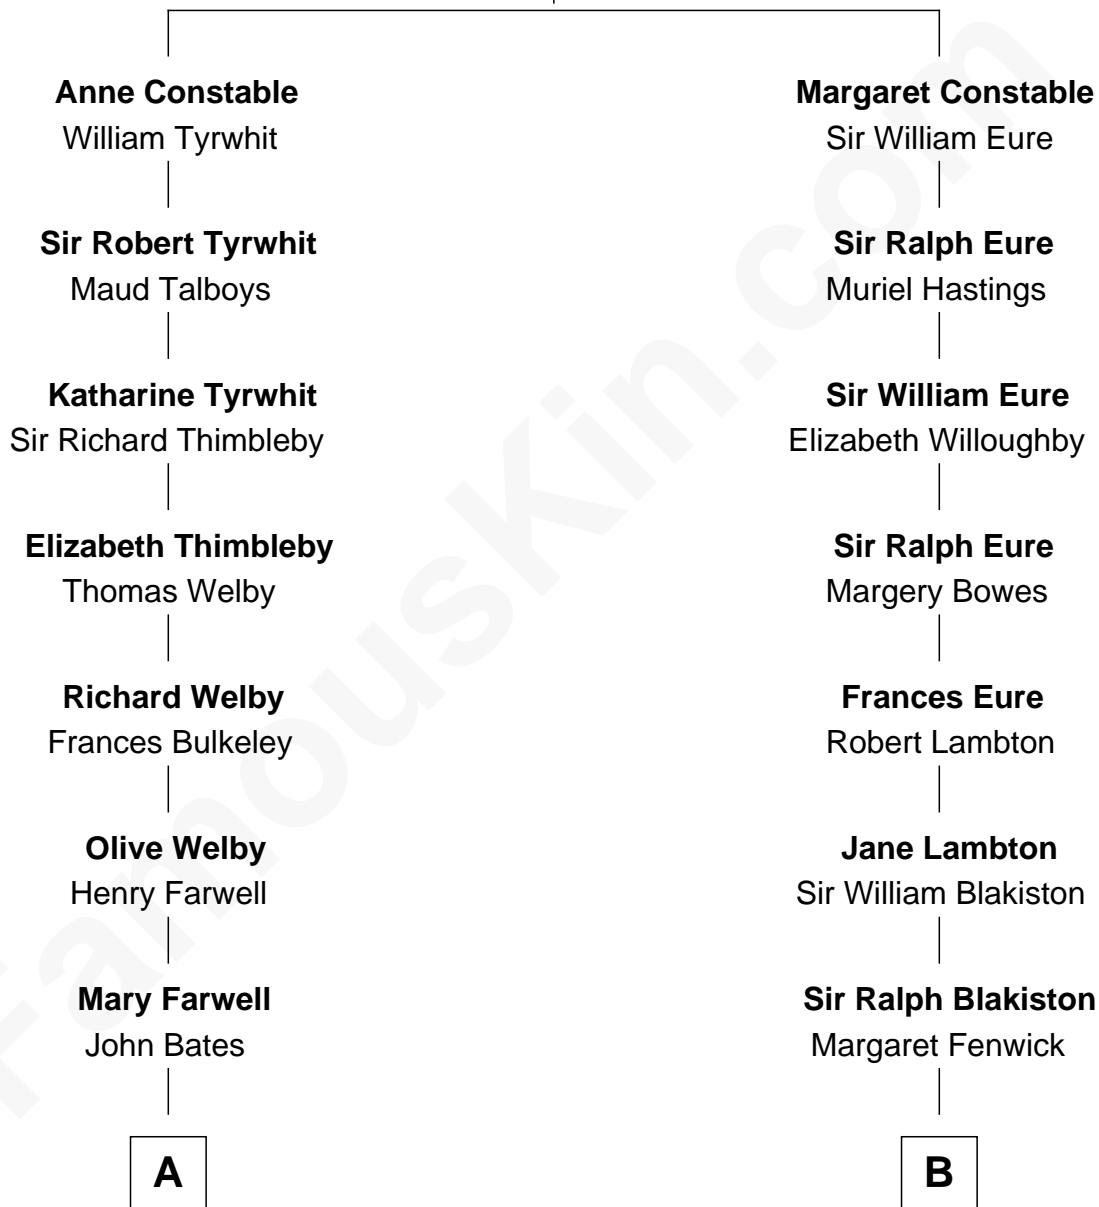 Anne Constable
William Tyrwhit
Sir Robert Tyrwhit
Maud Talboys
Katharine Tyrwhit
Sir Richard Thimbleby
Elizabeth Thimbleby
Thomas Welby
Richard Welby
Frances Bulkeley
Olive Welby
Henry Farwell
Mary Farwell
John Bates
A
Margaret Constable
Sir William Eure
Sir Ralph Eure
Muriel Hastings
Sir William Eure
Elizabeth Willoughby
Sir Ralph Eure
Margery Bowes
Frances Eure
Robert Lambton
Jane Lambton
Sir William Blakiston
Sir Ralph Blakiston
Margaret Fenwick
B
FamousKin.com